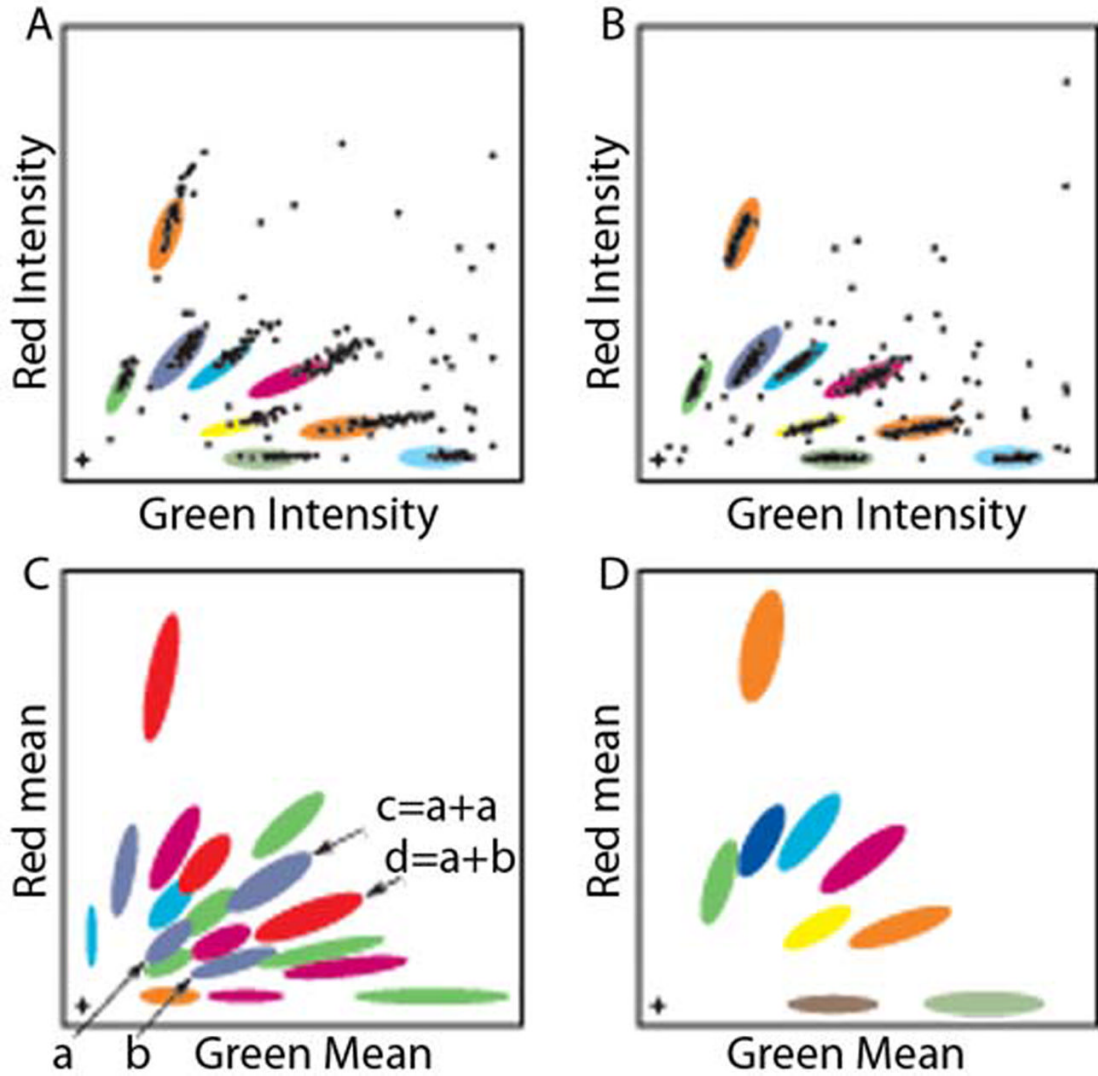 A
Red Intensity
Green Intensity
B
Red Intensity
Green Intensity
C
Red mean
c=a+a
d=a+b
a
b
Green Mean
D
Red mean
Green Mean